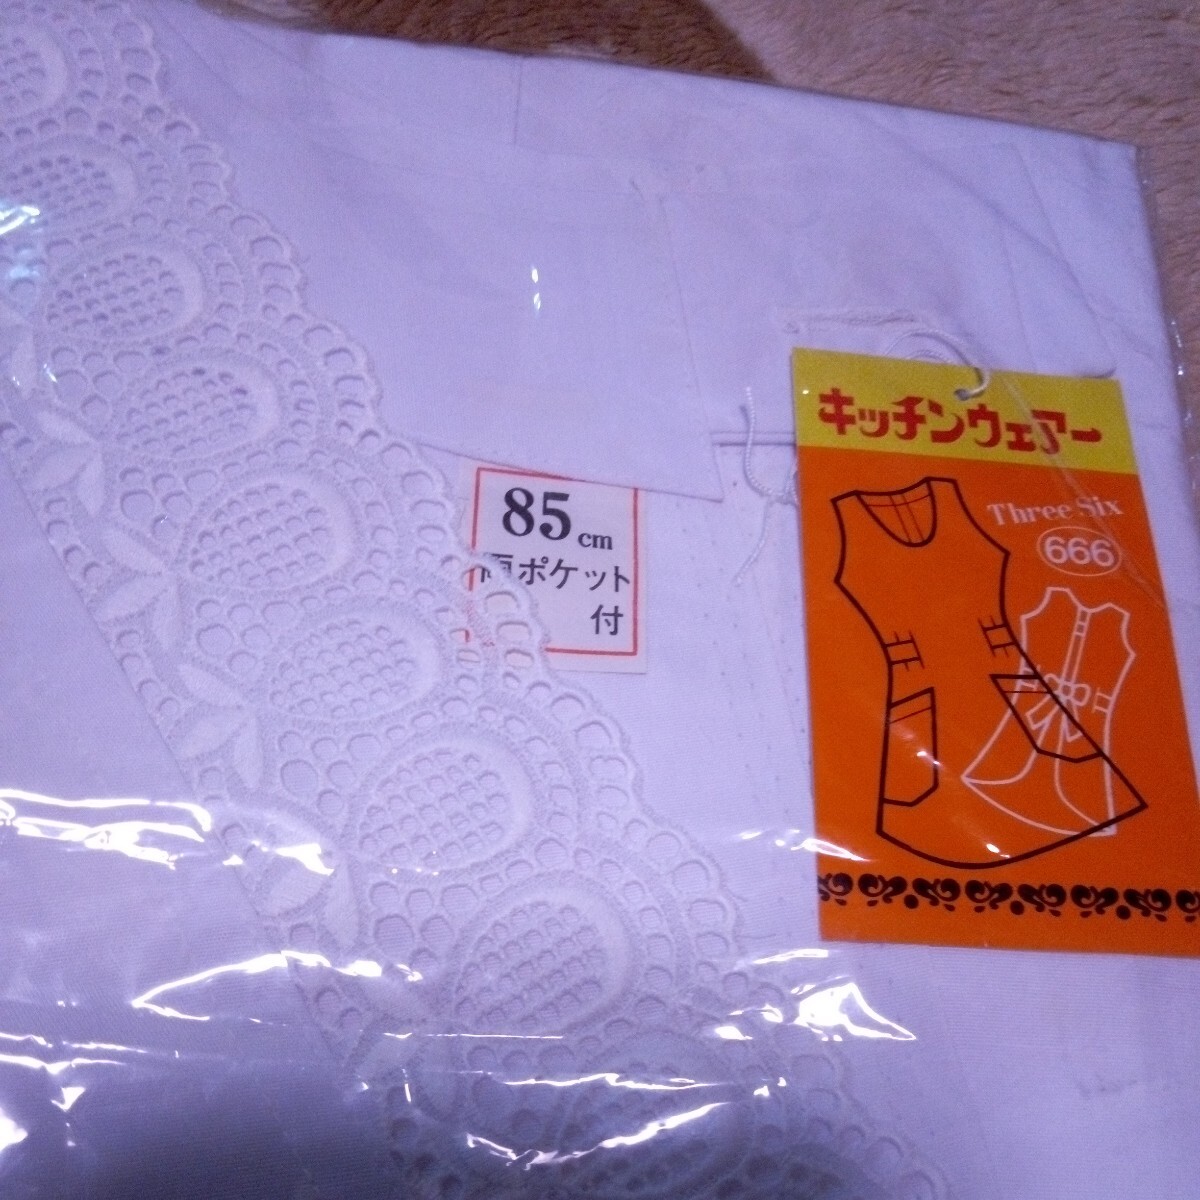 キッチンウェアー
Three Six
666
85cm
両ポケット
付